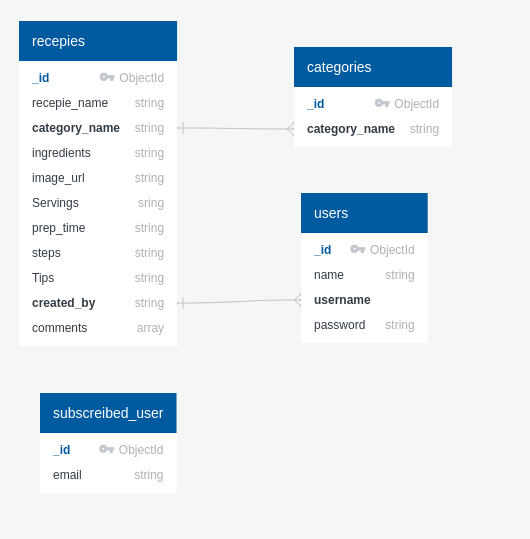 recepies
_id ObjectId
recepie_name string
category_name string
ingredients string
image_url string
Servings sring
prep_time string
steps string
Tips string
created_by string
comments array
categories
_id ObjectId
category_name string
users
_id ObjectId
name string
username
password string
subscreibed_user
_id ObjectId
email string